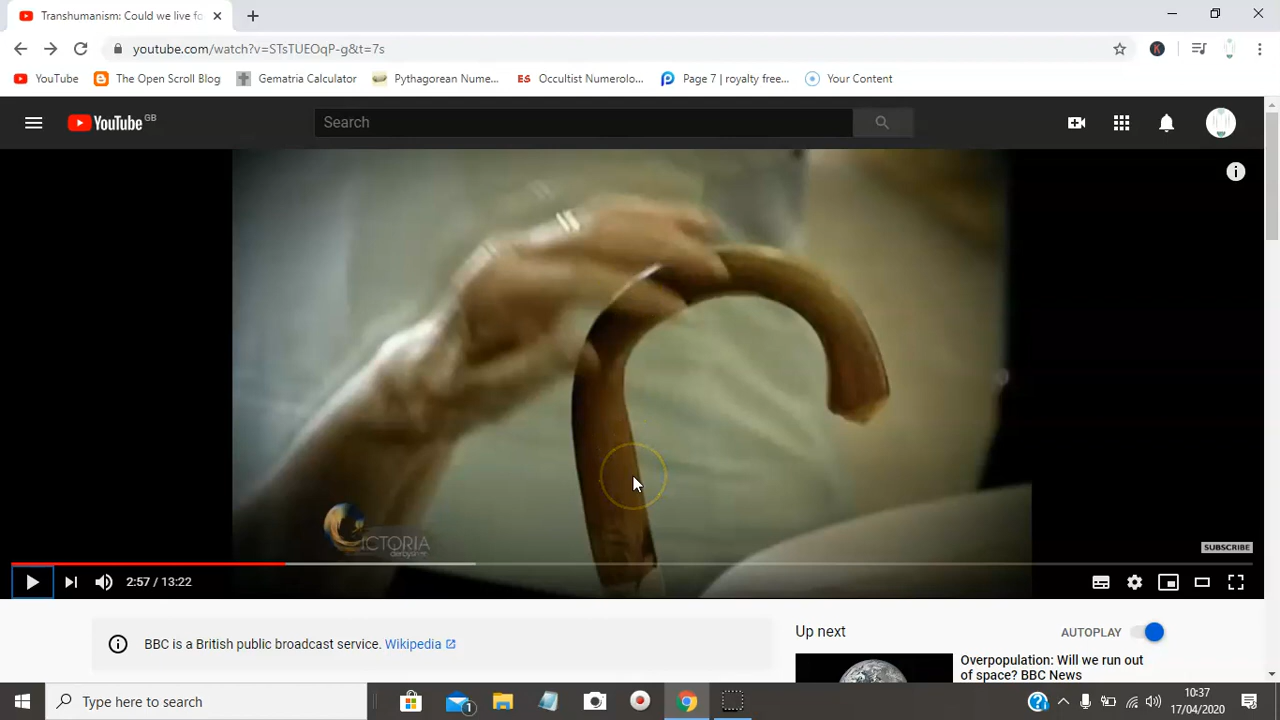 Transhumanism: Could we live fo
youtube.com/watch?v=STsTUEOqP-g&t=7s
YouTube
The Open Scroll Blog
Gematria Calculator
Pythagorean Nume...
ES Occultist Numerolo...
Page 7 | royalty free...
Your Content
YouTube GB
Search
ICTORIA
SUBSCRIBE
2:57 / 13:22
BBC is a British public broadcast service. Wikipedia
Up next
AUTOPLAY
Overpopulation: Will we run out
of space? BBC News
Type here to search
1
10:37
17/04/2020